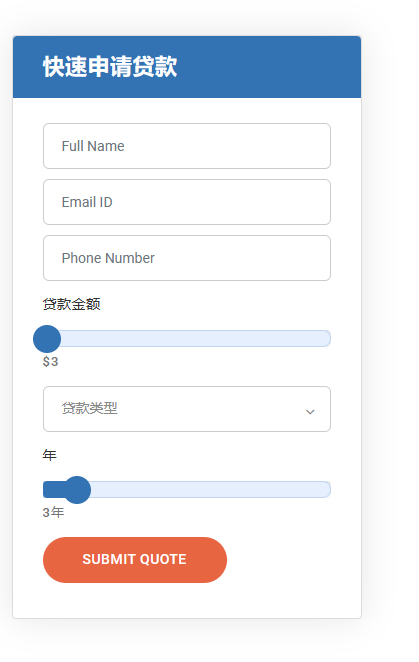 快速申请贷款
Full Name
Email ID
Phone Number
贷款金额
$3
贷款类型
年
3年
SUBMIT QUOTE